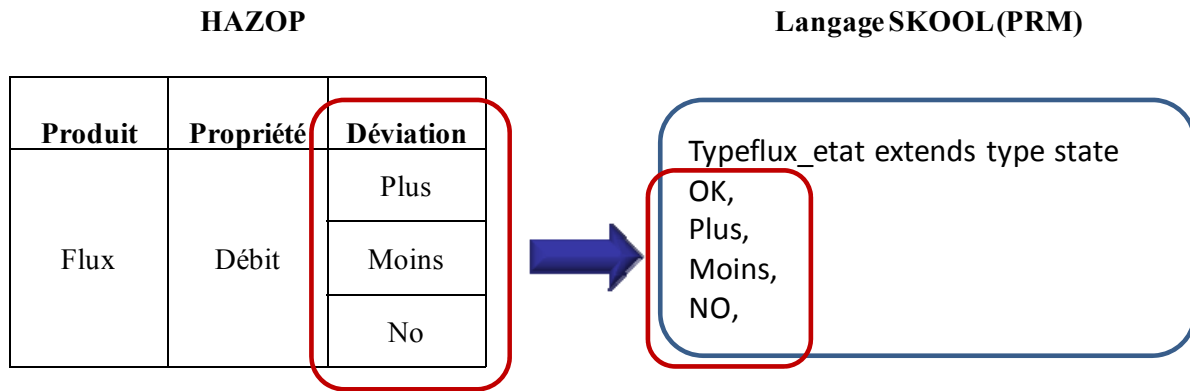 HAZOP
Langage SKOOL (PRM)
Produit Propriété Déviation
Plus
Flux Débit Moins
No
Typeflux_etat extends type state
OK,
Plus,
Moins,
NO,